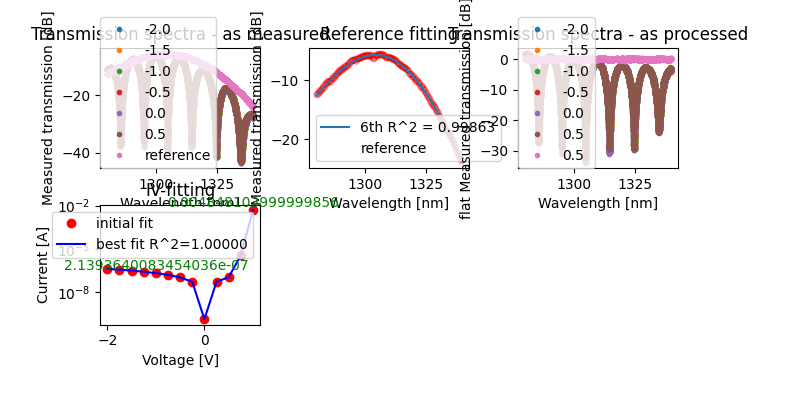 Transmission spectra - as measured
Reference fitting
Transmission spectra - as processed
Measured transmission [dB]
−20
−40
1300
1325
Wavelength [nm]
-2.0
-1.5
-1.0
-0.5
0.0
0.5
reference
Measured transmission [dB]
−10
−20
1300
1325
Wavelength [nm]
6th R^2 = 0.99863
reference
flat Measured transmission [dB]
0
−10
−20
−30
1300
1325
Wavelength [nm]
-2.0
-1.5
-1.0
-0.5
0.0
0.5
0.5
IV-fitting
Current [A]
10−2
10−5
10−8
−2
0
Voltage [V]
initial fit
best fit R^2=1.00000
2.1393640083454036e-07